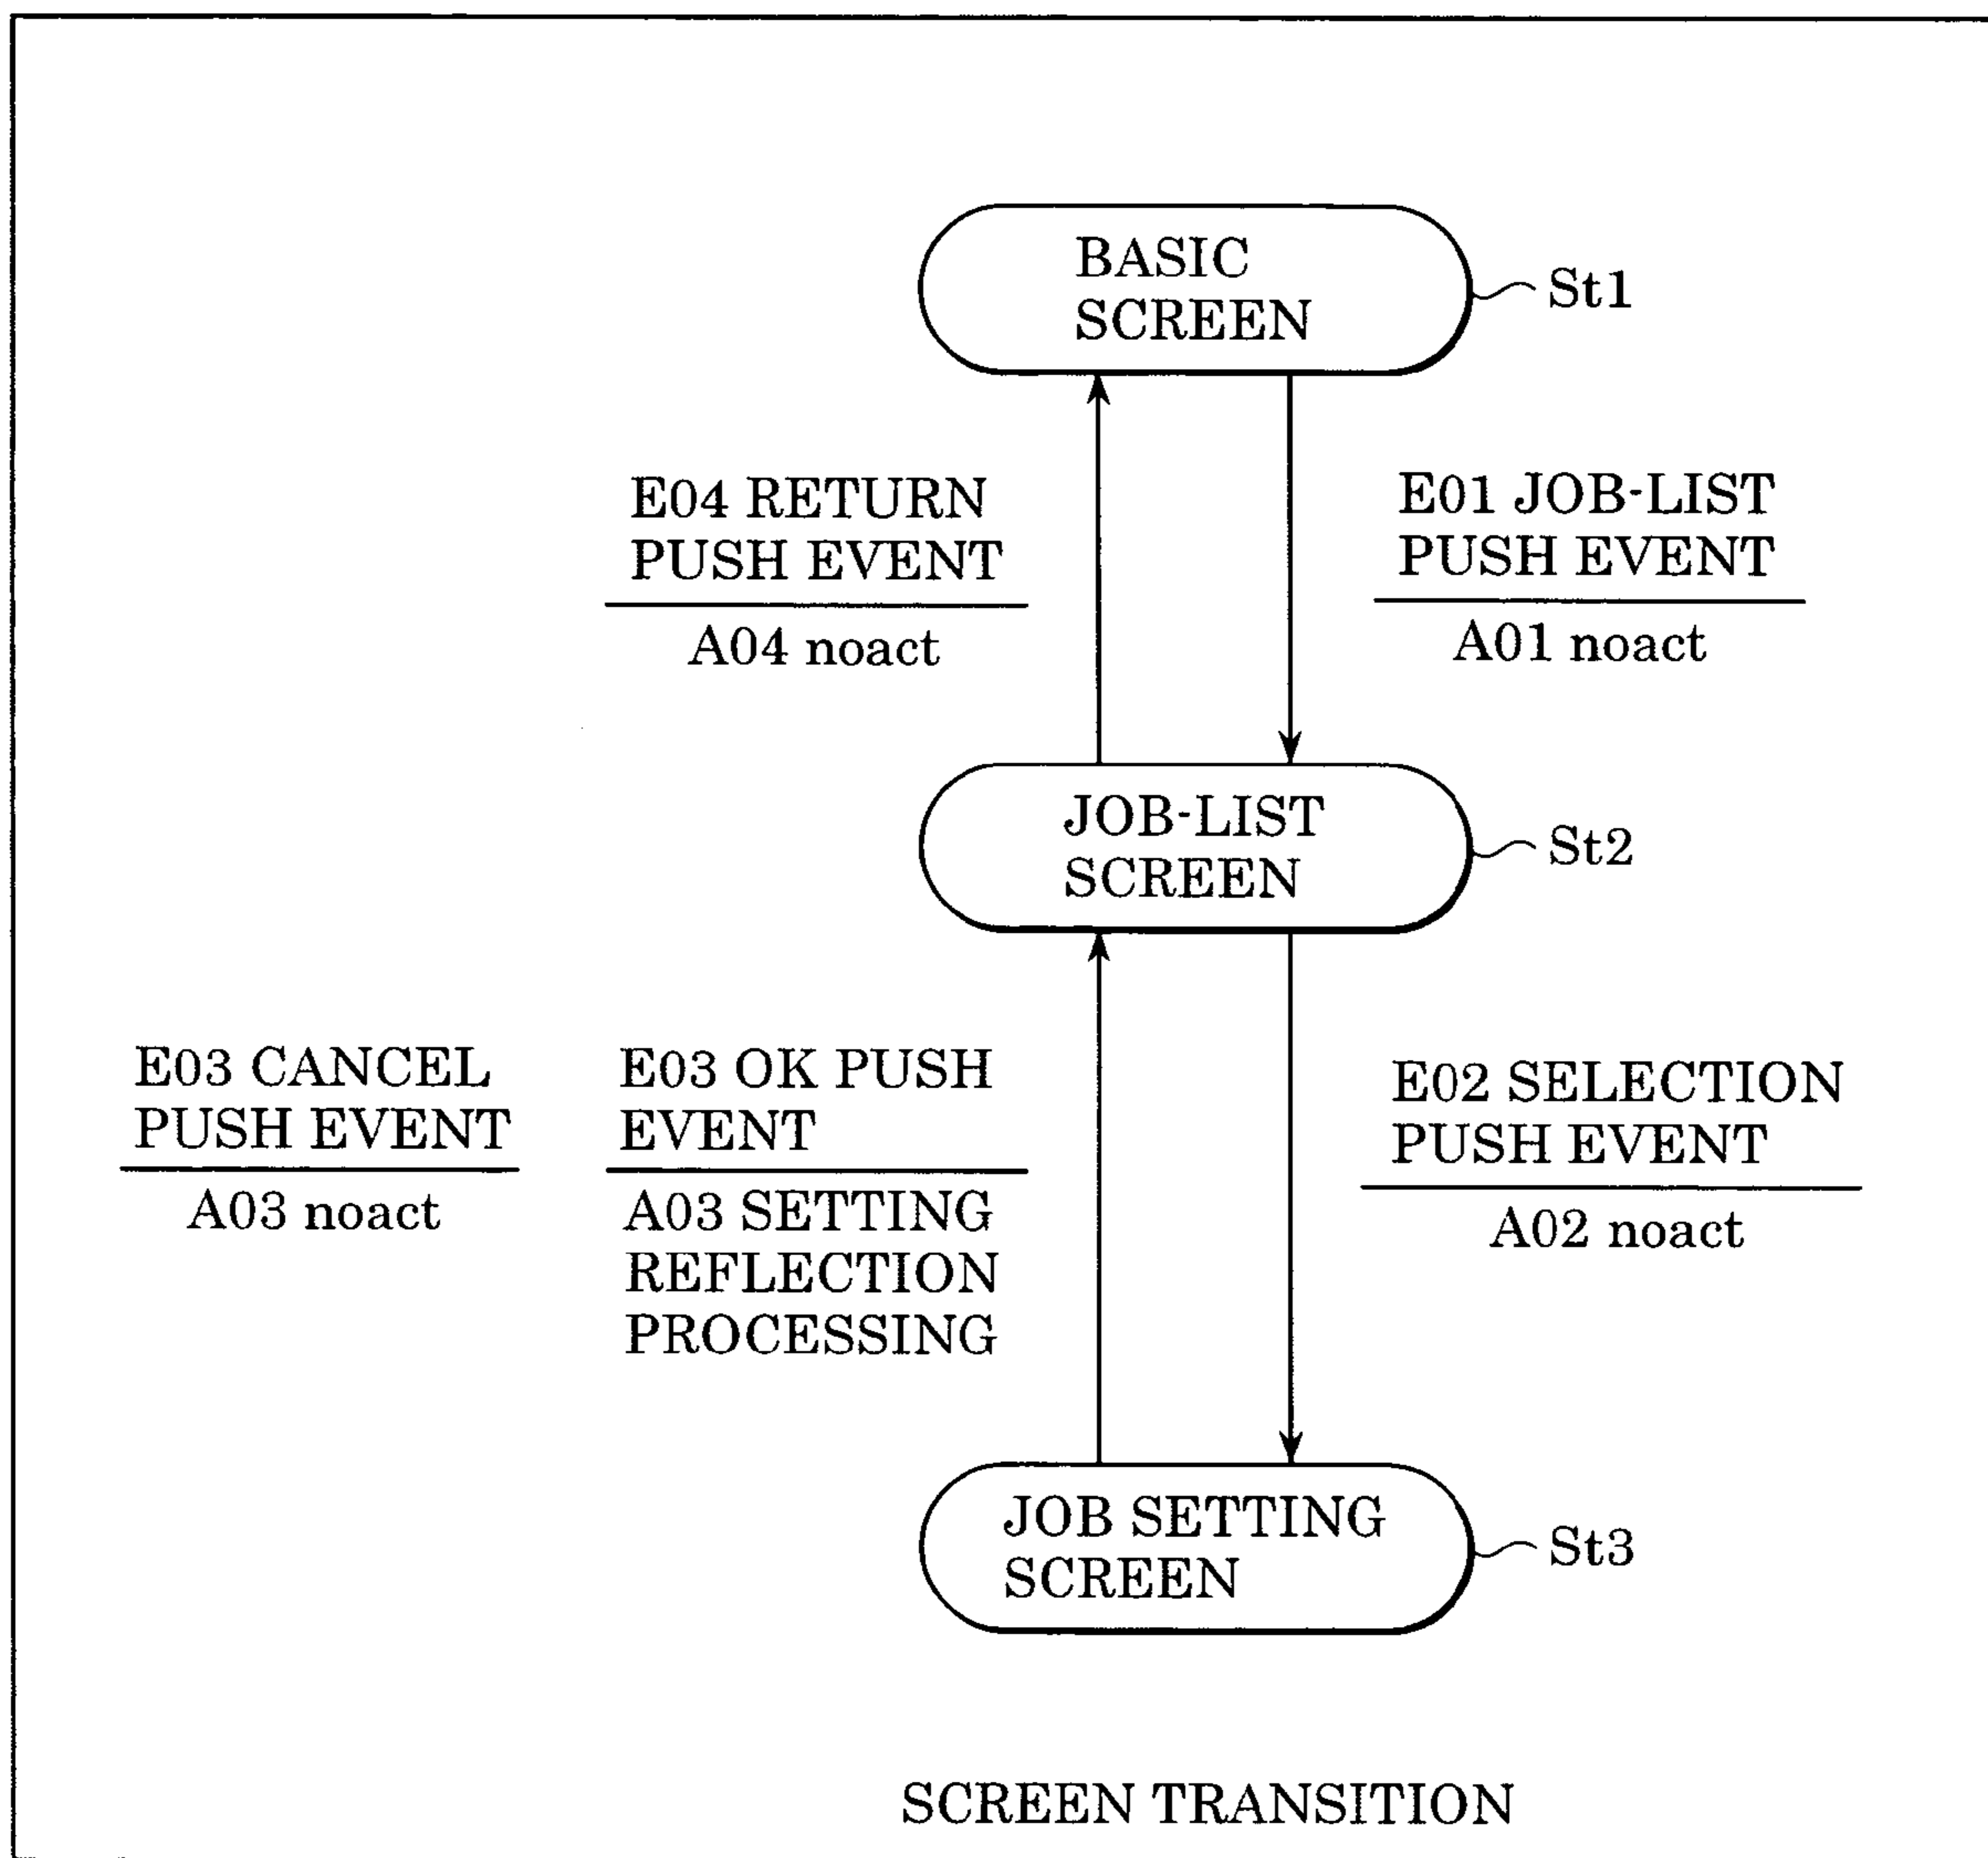 BASIC
SCREEN
St1
E04 RETURN
PUSH EVENT
A04 noact
E01 JOB-LIST
PUSH EVENT
A01 noact
JOB-LIST
SCREEN
St2
E03 CANCEL
PUSH EVENT
A03 noact
E03 OK PUSH
EVENT
A03 SETTING
REFLECTION
PROCESSING
E02 SELECTION
PUSH EVENT
A02 noact
JOB SETTING
SCREEN
St3
SCREEN TRANSITION